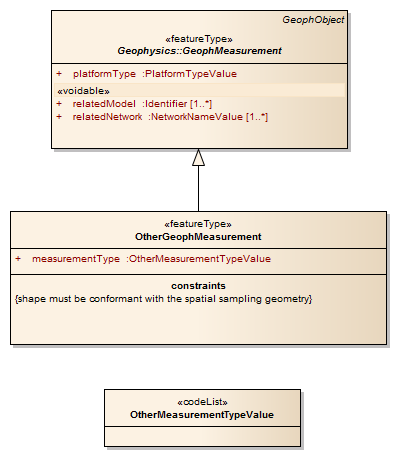 GeophObject
«featureType»
Geophysics::GeophMeasurement
+ platformType :PlatformTypeValue
«voidable»
+ relatedModel :Identifier [1..*]
+ relatedNetwork :NetworkNameValue [1..*]
«featureType»
OtherGeophMeasurement
+ measurementType :OtherMeasurementTypeValue
constraints
{shape must be conformant with the spatial sampling geometry}
«codeList»
OtherMeasurementTypeValue